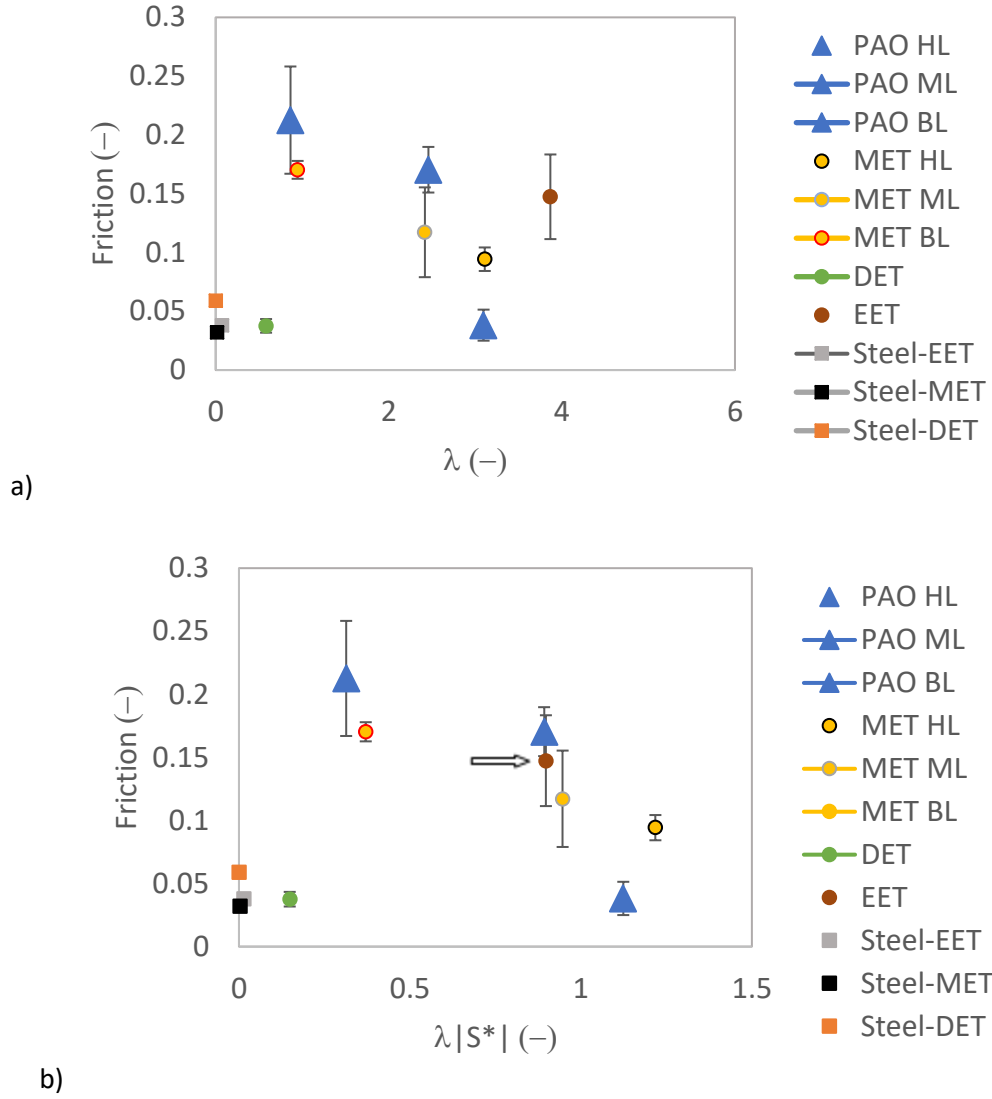 0.3
0.25
0.2
0.15
0.1
0.05
0
Friction (–)
0
2
4
6
λ (–)
PAO HL
PAO ML
PAO BL
MET HL
MET ML
MET BL
DET
EET
Steel-EET
Steel-MET
Steel-DET
a)
0.3
0.25
0.2
0.15
0.1
0.05
0
Friction (–)
0
0.5
1
1.5
λ|S*| (–)
PAO HL
PAO ML
PAO BL
MET HL
MET ML
MET BL
DET
EET
Steel-EET
Steel-MET
Steel-DET
b)